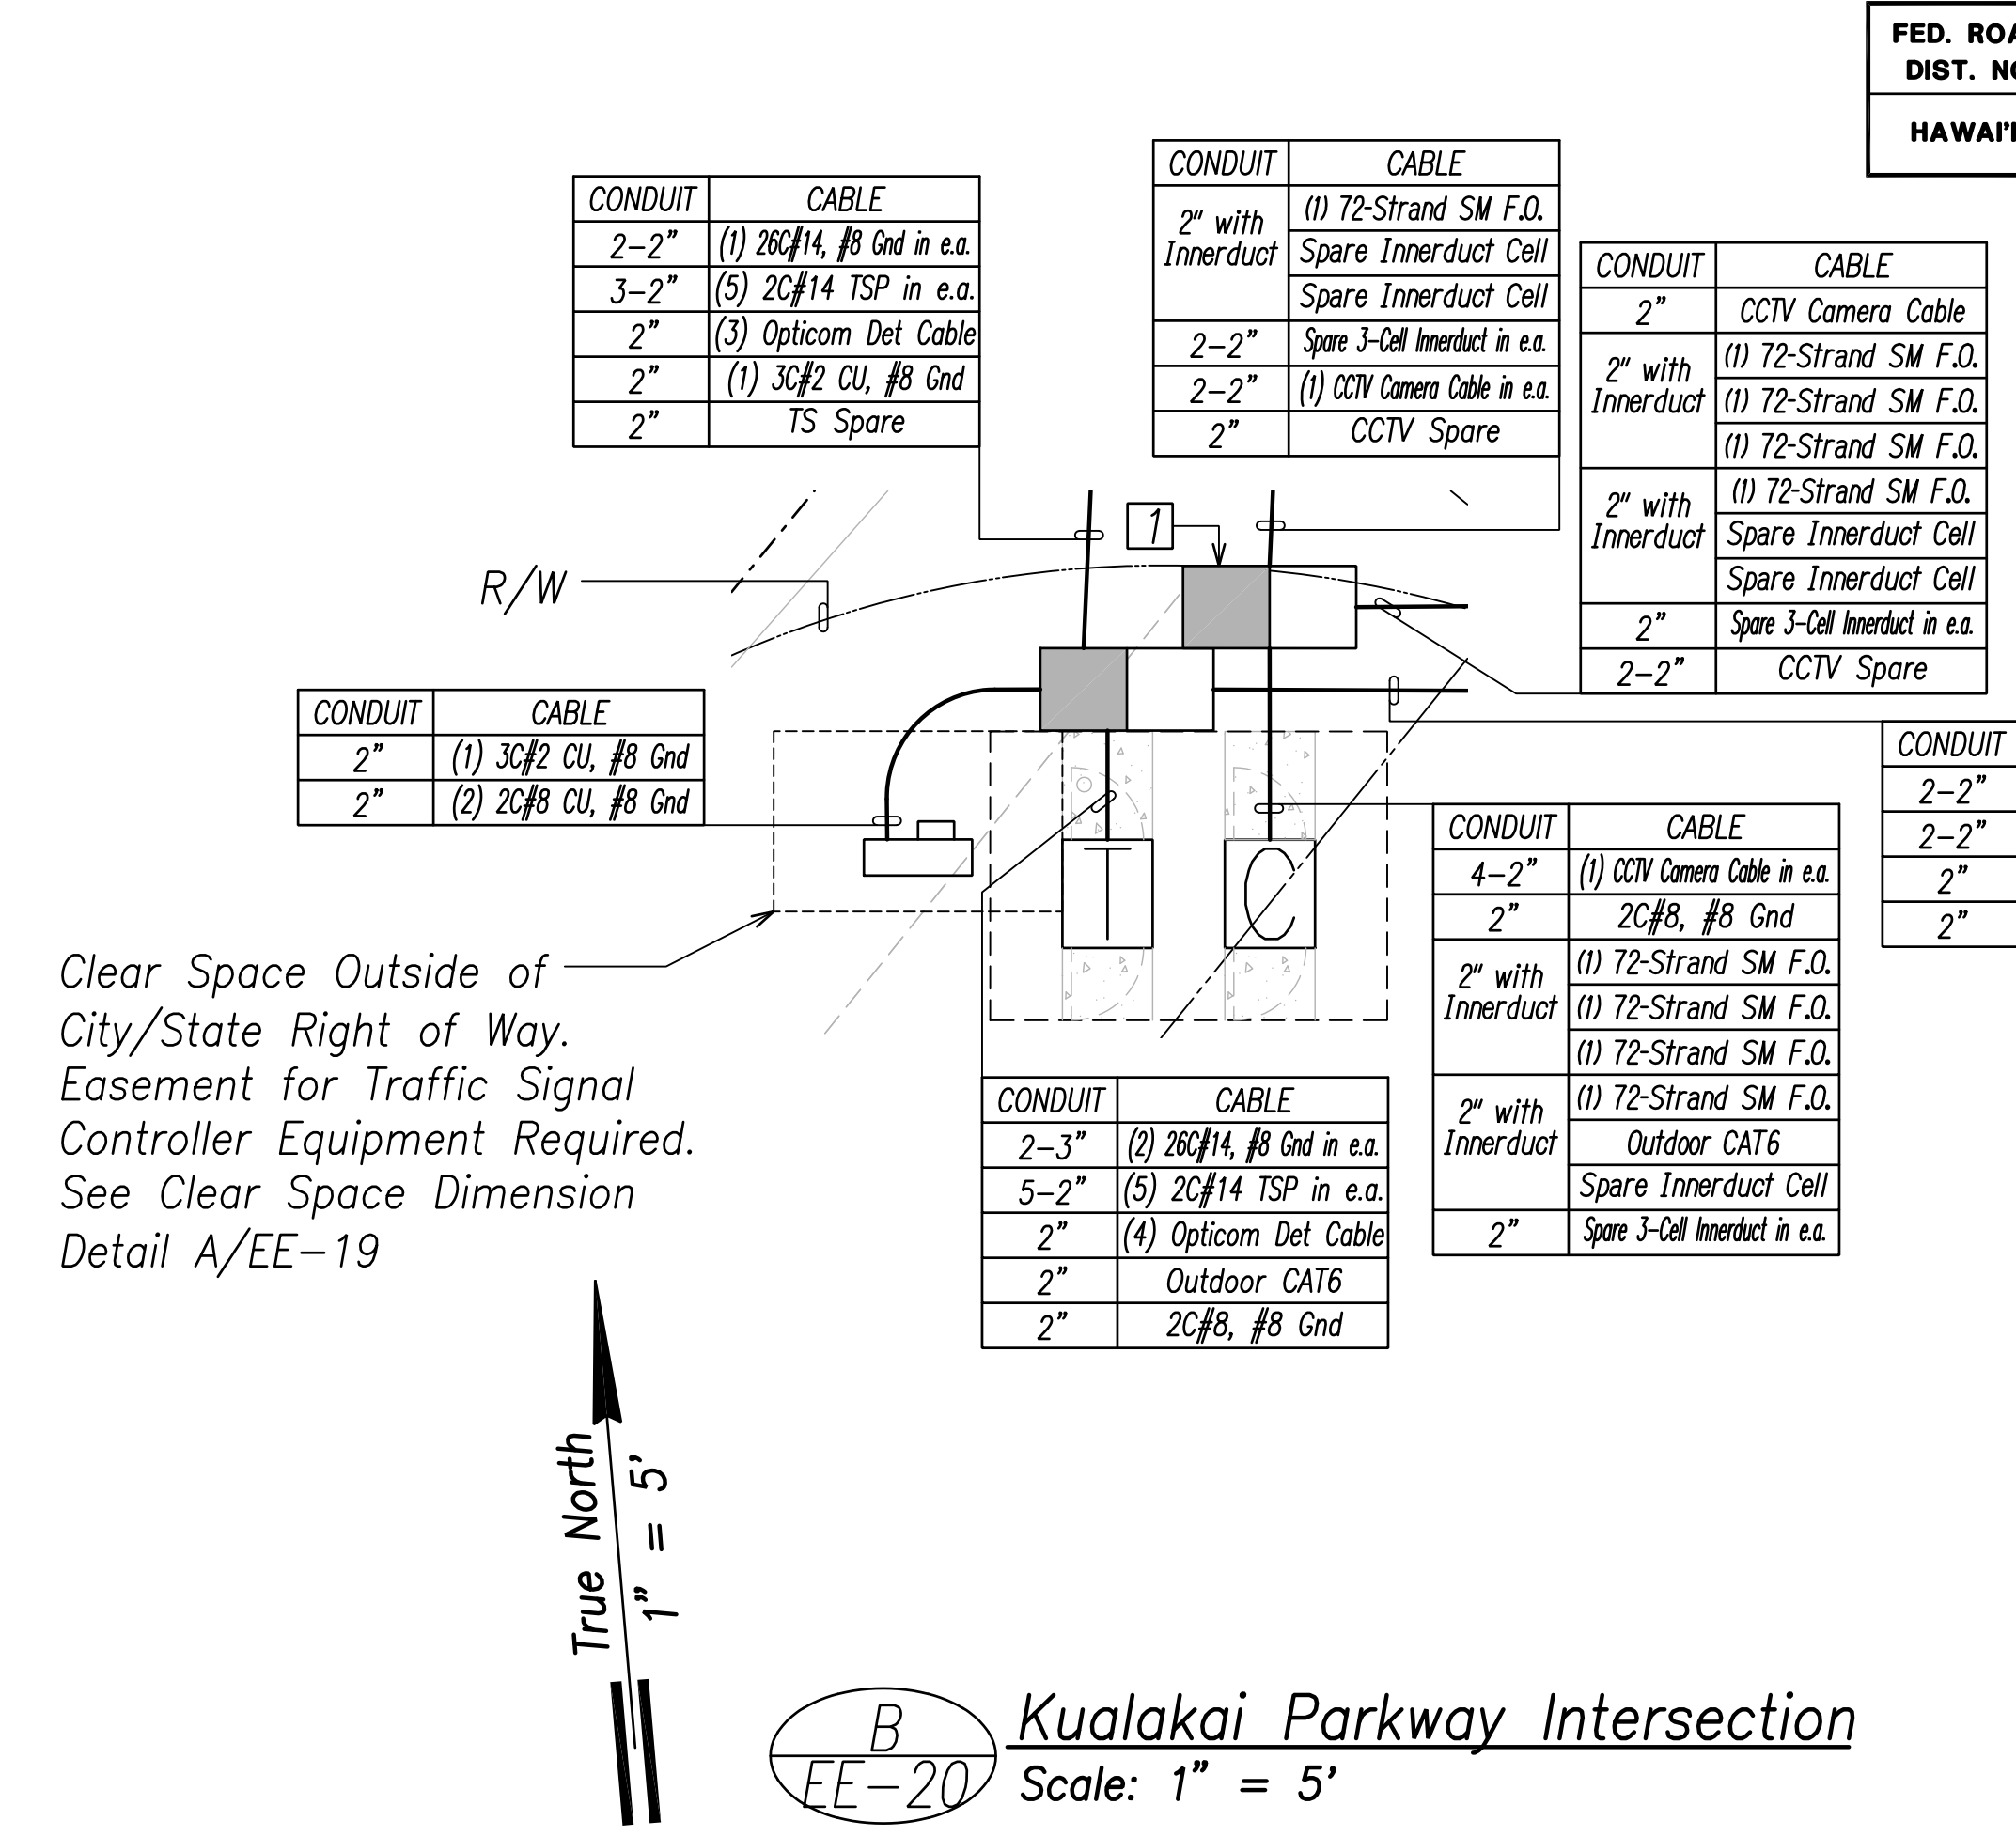 FED. ROA
DIST. NO
HAWAI'I
CONDUIT CABLE
2-2" (1) 26C#14, #8 Gnd in e.a.
3-2" (5) 2C#14 TSP in e.a.
2" (3) Opticom Det Cable
2" (1) 3C#2 CU, #8 Gnd
2" TS Spare
CONDUIT CABLE
2" with Innerduct (1) 72-Strand SM F.O.
Spare Innerduct Cell
Spare Innerduct Cell
2-2" Spare 3-Cell Innerduct in e.a.
2-2" (1) CCTV Camera Cable in e.a.
2" CCTV Spare
CONDUIT CABLE
2" CCTV Camera Cable
2" with Innerduct (1) 72-Strand SM F.O.
(1) 72-Strand SM F.O.
(1) 72-Strand SM F.O.
2" with Innerduct (1) 72-Strand SM F.O.
Spare Innerduct Cell
Spare Innerduct Cell
2" Spare 3-Cell Innerduct in e.a.
2-2" CCTV Spare
1
R/W
CONDUIT CABLE
2" (1) 3C#2 CU, #8 Gnd
2" (2) 2C#8 CU, #8 Gnd
CONDUIT
2-2"
2-2"
2"
2"
T
C
CONDUIT CABLE
4-2" (1) CCTV Camera Cable in e.a.
2" 2C#8, #8 Gnd
2" with Innerduct (1) 72-Strand SM F.O.
(1) 72-Strand SM F.O.
(1) 72-Strand SM F.O.
2" with Innerduct (1) 72-Strand SM F.O.
Outdoor CAT6
Spare Innerduct Cell
2" Spare 3-Cell Innerduct in e.a.
Clear Space Outside of
City/State Right of Way.
Easement for Traffic Signal
Controller Equipment Required.
See Clear Space Dimension
Detail A/EE-19
CONDUIT CABLE
2-3" (2) 26C#14, #8 Gnd in e.a.
5-2" (5) 2C#14 TSP in e.a.
2" (4) Opticom Det Cable
2" Outdoor CAT6
2" 2C#8, #8 Gnd
True North
1" = 5'
B
EE-20
Kualakai Parkway Intersection
Scale: 1" = 5'